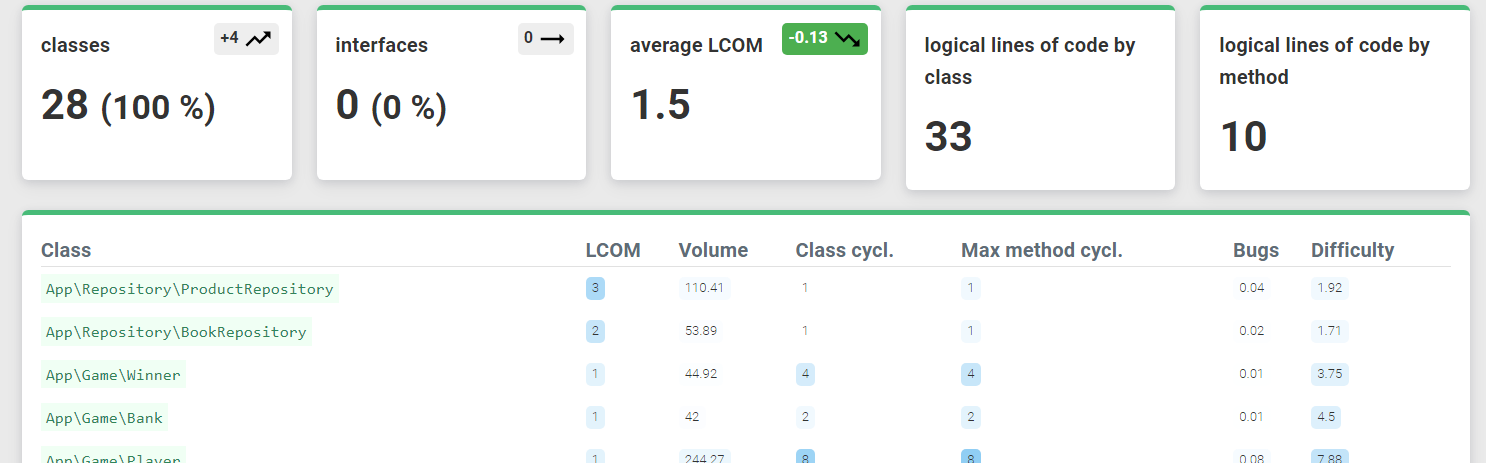 classes +4
28 (100 %)
interfaces 0
0 (0 %)
average LCOM -0.13
1.5
logical lines of code by
class
33
logical lines of code by
method
10
Class LCOM Volume Class cycl. Max method cycl. Bugs Difficulty
App\Repository\ProductRepository 3 110.41 1 1 0.04 1.92
App\Repository\BookRepository 2 53.89 1 1 0.02 1.71
App\Game\Winner 1 44.92 4 4 0.01 3.75
App\Game\Bank 1 42 2 2 0.01 4.5
App\Game\Player 1 244.27 8 8 0.08 7.88